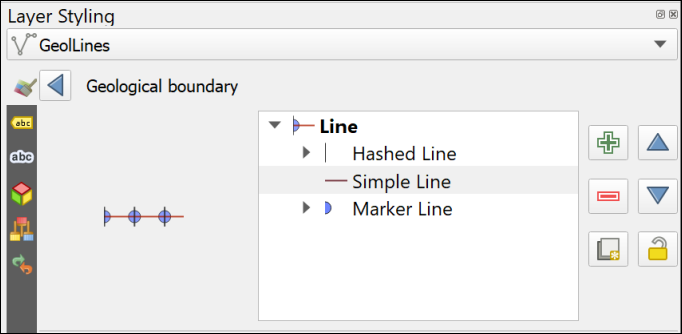 Layer Styling
GeolLines
Geological boundary
abc
abc
Line
Hashed Line
Simple Line
Marker Line